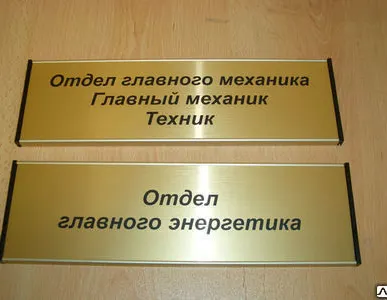 Отдел главного механика
Главный механик
Техник
Отдел
главного энергетика